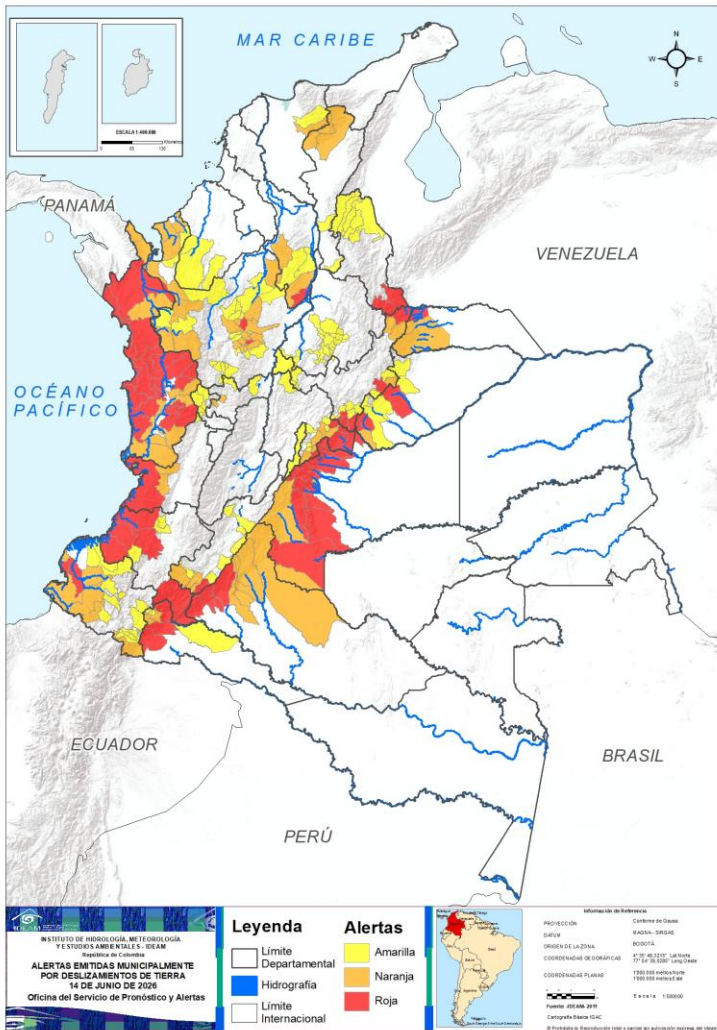 MAR CARIBE
N
W
E
S
ESCALA 1:400.000
PANAMÁ
VENEZUELA
OCÉANO
PACÍFICO
ECUADOR
BRASIL
PERÚ
IDEAM
INSTITUTO DE HIDROLOGÍA, METEOROLOGÍA
Y ESTUDIOS AMBIENTALES - IDEAM
República de Colombia
ALERTAS EMITIDAS MUNICIPALMENTE
POR DESLIZAMIENTOS DE TIERRA
14 DE JUNIO DE 2026
Oficina del Servicio de Pronóstico y Alertas
Leyenda
Límite
Departamental
Hidrografía
Límite
Internacional
Alertas
Amarilla
Naranja
Roja
Información de Referencia
PROYECCIÓN Conforme de Gauss
DATUM MAGNA - SIRGAS
ORIGEN DE LA ZONA BOGOTÁ
COORDENADAS GEOGRÁFICAS
COORDENADAS PLANAS
Escala
Fuente: IDEAM- 2011
Cartografía Básica IGAC